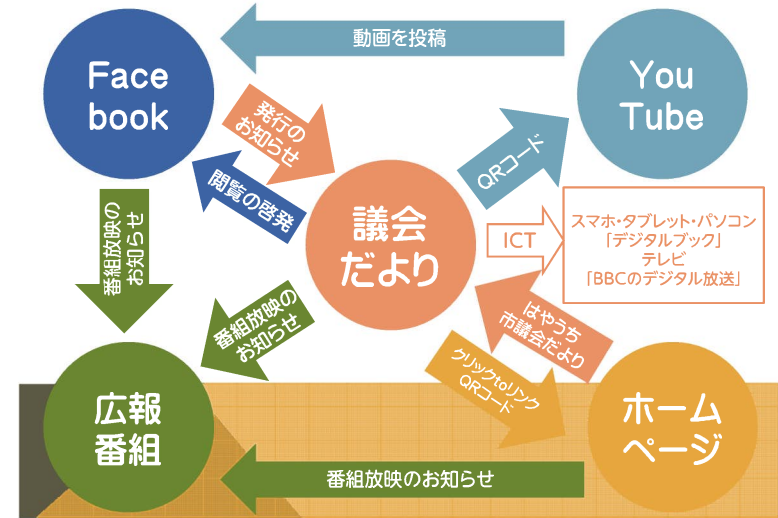 動画を投稿
Face
book
You
Tube
発行の
お知らせ
QRコード
閲覧の啓発
議会
だより
ICT
スマホ・タブレット・パソコン
「デジタルブック」
テレビ
「BBCのデジタル放送」
番組放映の
お知らせ
番組放映の
お知らせ
はやうち
市議会だより
クリックtoリンク
QRコード
広報
番組
ホーム
ページ
番組放映のお知らせ